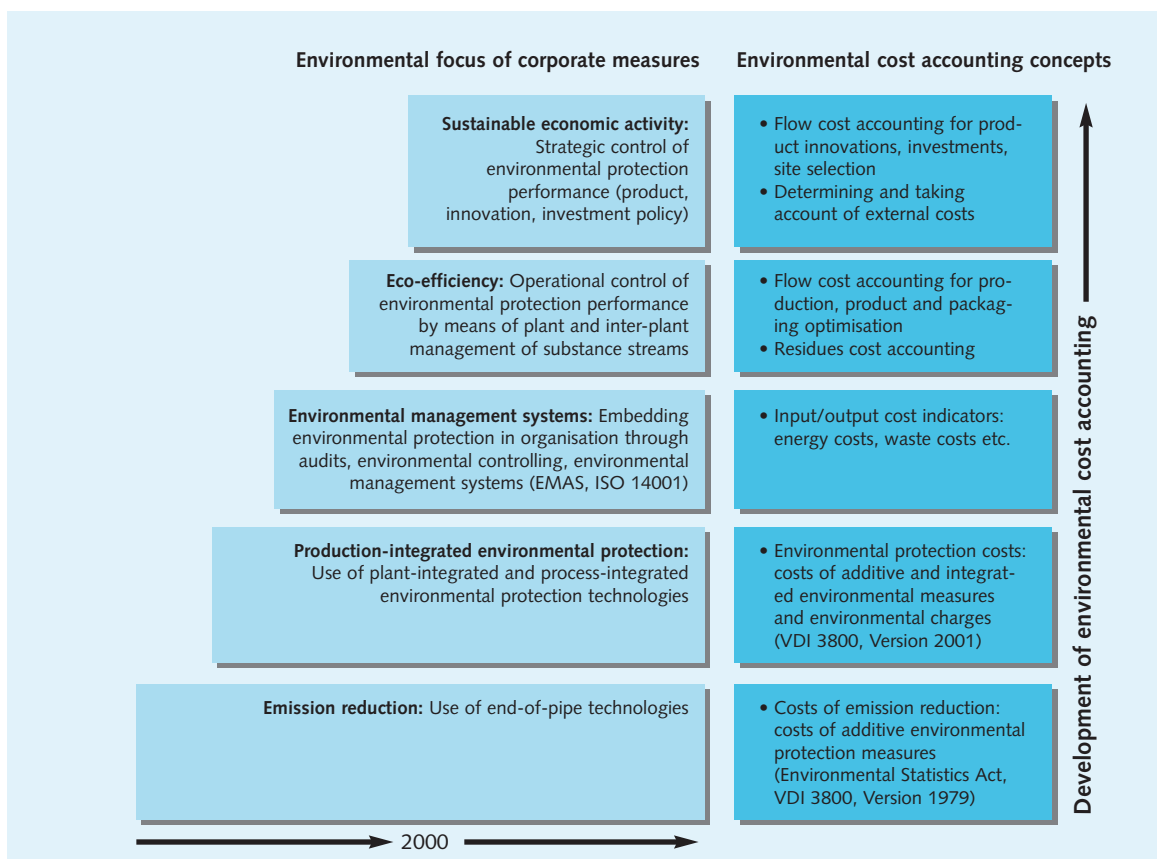 Environmental focus of corporate measures
Environmental cost accounting concepts
Sustainable economic activity:
Strategic control of
environmental protection
performance (product,
innovation, investment policy)
• Flow cost accounting for prod-
uct innovations, investments,
site selection
• Determining and taking
account of external costs
Eco-efficiency: Operational control of
environmental protection performance
by means of plant and inter-plant
management of substance streams
• Flow cost accounting for pro-
duction, product and packag-
ing optimisation
• Residues cost accounting
Environmental management systems: Embedding
environmental protection in organisation through
audits, environmental controlling, environmental
management systems (EMAS, ISO 14001)
• Input/output cost indicators:
energy costs, waste costs etc.
Production-integrated environmental protection:
Use of plant-integrated and process-integrated
environmental protection technologies
• Environmental protection costs:
costs of additive and integrat-
ed environmental measures
and environmental charges
(VDI 3800, Version 2001)
Emission reduction: Use of end-of-pipe technologies
• Costs of emission reduction:
costs of additive environmental
protection measures
(Environmental Statistics Act,
VDI 3800, Version 1979)
Development of environmental cost accounting
2000